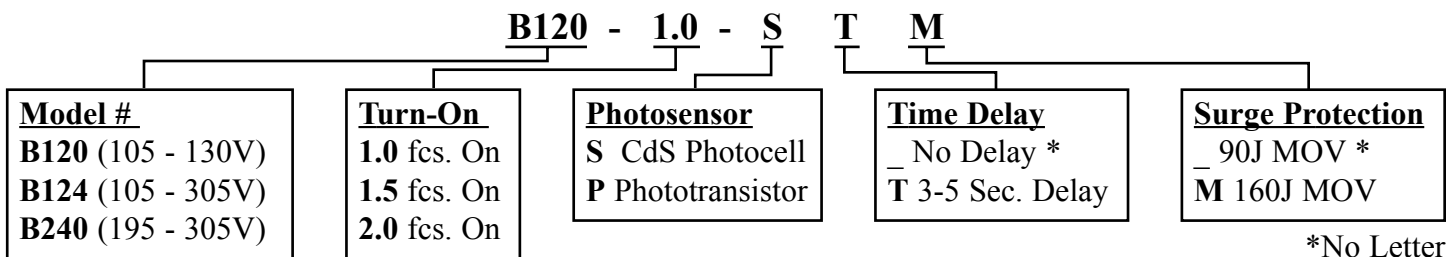 B120 - 1.0 - S T M
Model #
B120 (105 - 130V)
B124 (105 - 305V)
B240 (195 - 305V)
Turn-On
1.0 fcs. On
1.5 fcs. On
2.0 fcs. On
Photosensor
S CdS Photocell
P Phototransistor
Time Delay
_ No Delay *
T 3-5 Sec. Delay
Surge Protection
_ 90J MOV *
M 160J MOV
*No Letter